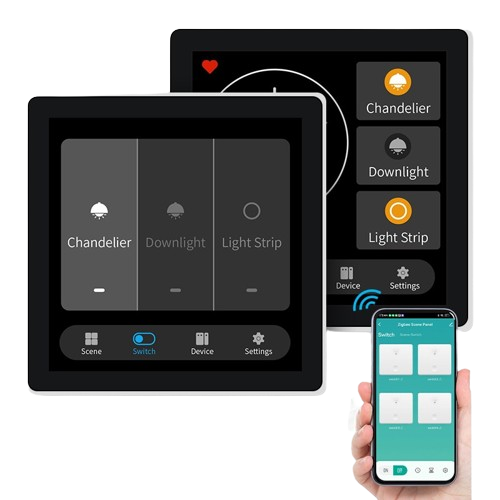 Chandelier
Downlight
Light Strip
Device
Settings
Chandelier
Downlight
Light Strip
Scene
Switch
Device
Settings
Zigbee Scene Panel
Switch